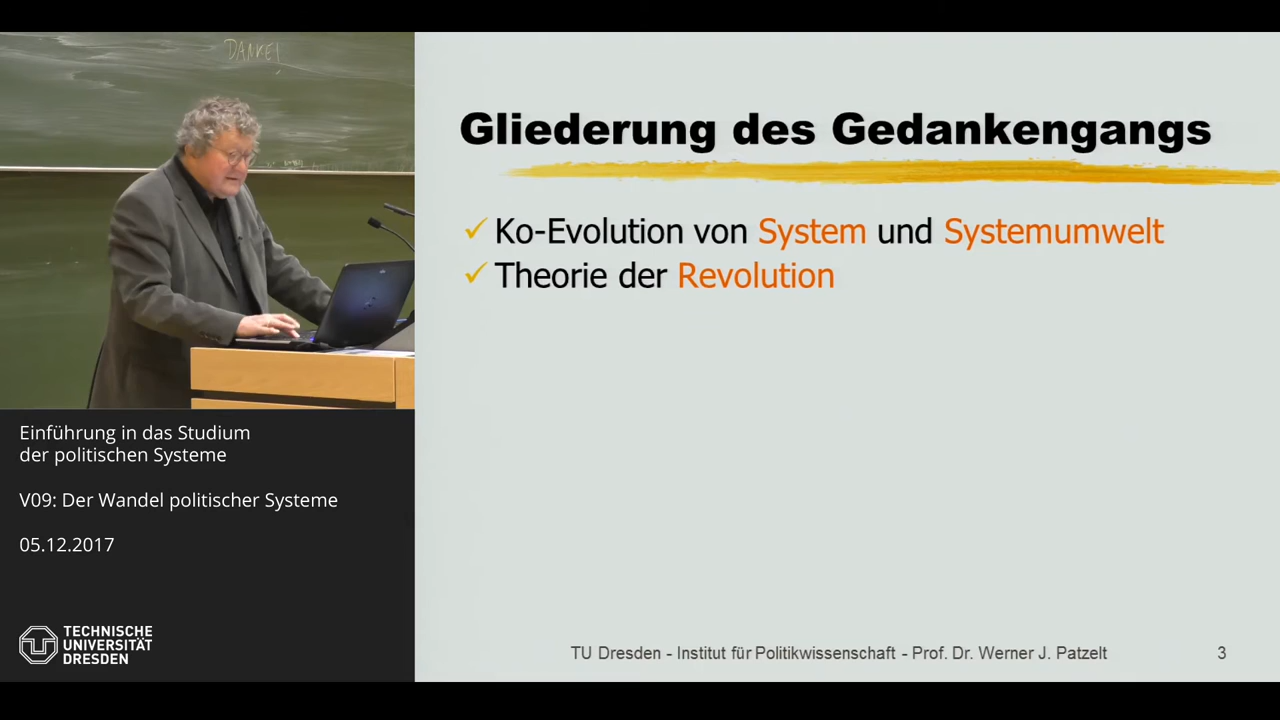 DANKE!
Gliederung des Gedankengangs
✓ Ko-Evolution von System und Systemumwelt
✓ Theorie der Revolution
Einführung in das Studium
der politischen Systeme
V09: Der Wandel politischer Systeme
05.12.2017
TECHNISCHE
UNIVERSITÄT
DRESDEN
TU Dresden - Institut für Politikwissenschaft - Prof. Dr. Werner J. Patzelt
3